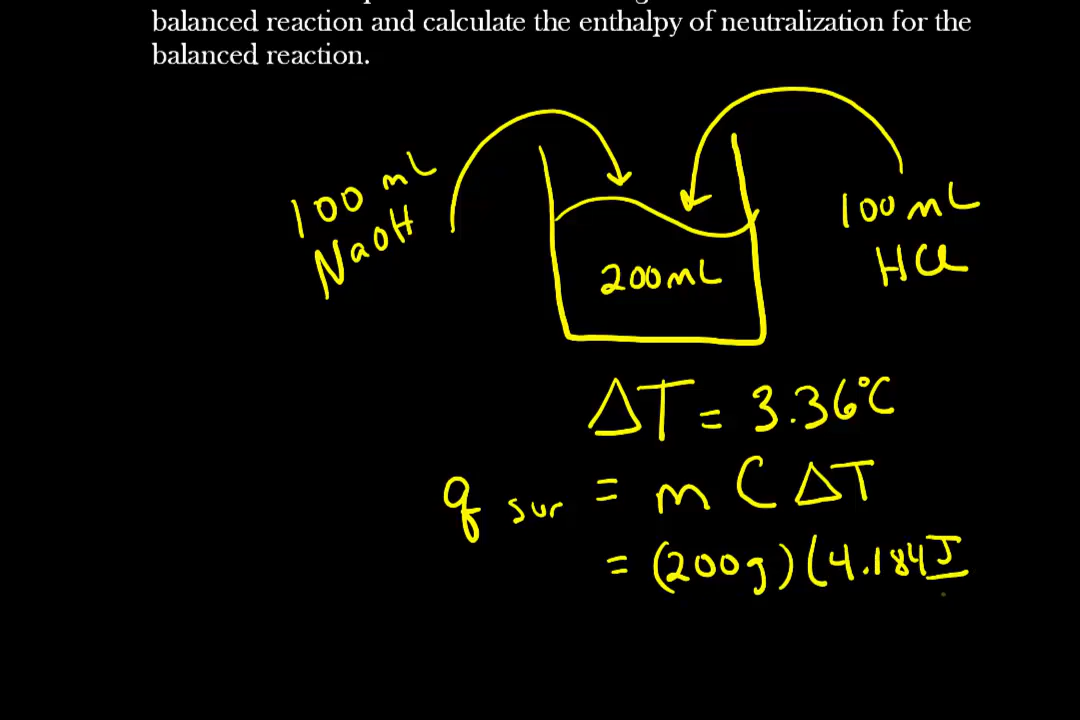 balanced reaction and calculate the enthalpy of neutralization for the
balanced reaction.
100 mL
NaOH
100 mL
HCl
200mL
ΔT = 3.36°C
q sur = m C ΔT
= (200g) (4.184 J